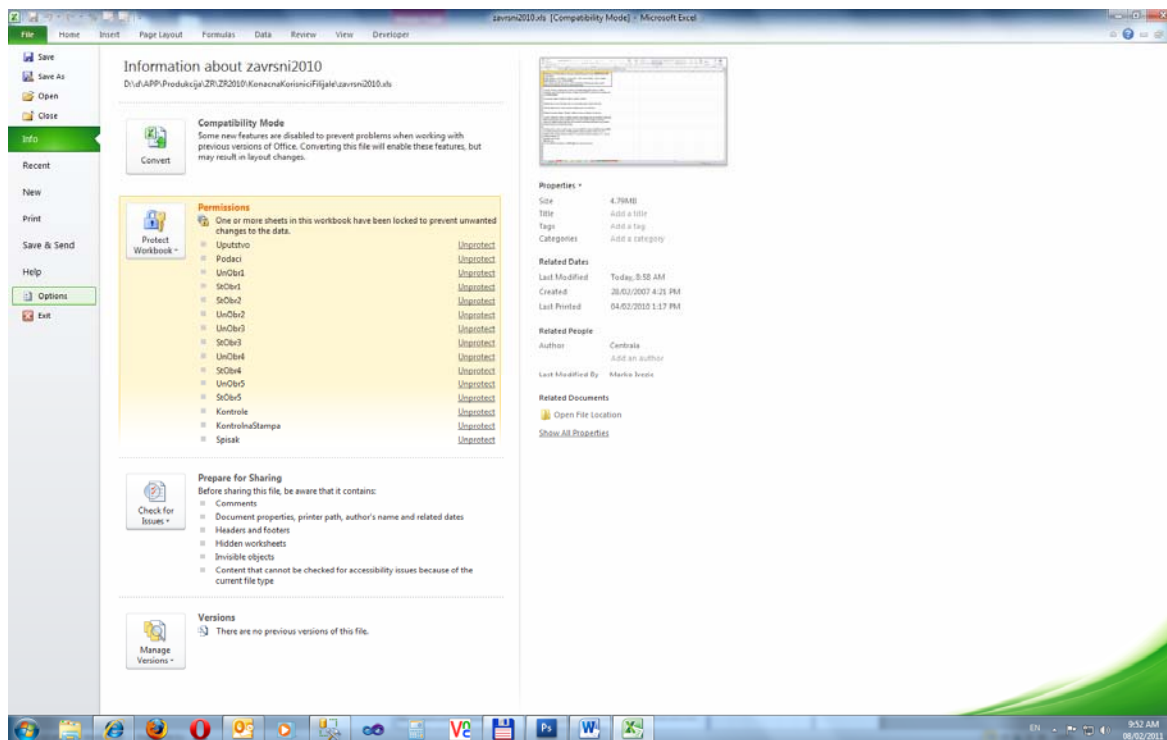 zavrsni2010.xls [Compatibility Mode] - Microsoft Excel
File Home Insert Page Layout Formulas Data Review View Developer
Save
Save As
Open
Close
Info
Recent
New
Print
Save & Send
Help
Options
Exit
Information about zavrsni2010
D:\d\APP\Produkcija\ZR\ZR2010\KonacnaKorisniciFilijale\zavrsni2010.xls
Convert
Compatibility Mode
Some new features are disabled to prevent problems when working with
previous versions of Office. Converting this file will enable these features, but
may result in layout changes.
Protect
Workbook
Permissions
One or more sheets in this workbook have been locked to prevent unwanted
changes to the data.
Uputstvo Unprotect
Podaci Unprotect
UnObr1 Unprotect
StObr1 Unprotect
StObr2 Unprotect
UnObr2 Unprotect
UnObr3 Unprotect
StObr3 Unprotect
UnObr4 Unprotect
StObr4 Unprotect
UnObr5 Unprotect
StObr5 Unprotect
Kontrole Unprotect
KontrolnaStampa Unprotect
Spisak Unprotect
Check for
Issues
Prepare for Sharing
Before sharing this file, be aware that it contains:
Comments
Document properties, printer path, author's name and related dates
Headers and footers
Hidden worksheets
Invisible objects
Content that cannot be checked for accessibility issues because of the
current file type
Manage
Versions
Versions
There are no previous versions of this file.
Properties
Size 4.79MB
Title Add a title
Tags Add a tag
Categories Add a category
Related Dates
Last Modified Today, 8:58 AM
Created 28/02/2007 4:21 PM
Last Printed 04/02/2010 1:17 PM
Related People
Author Centrala
Add an author
Last Modified By Marko
Related Documents
Open File Location
Show All Properties
EN
9:52 AM
08/02/2011